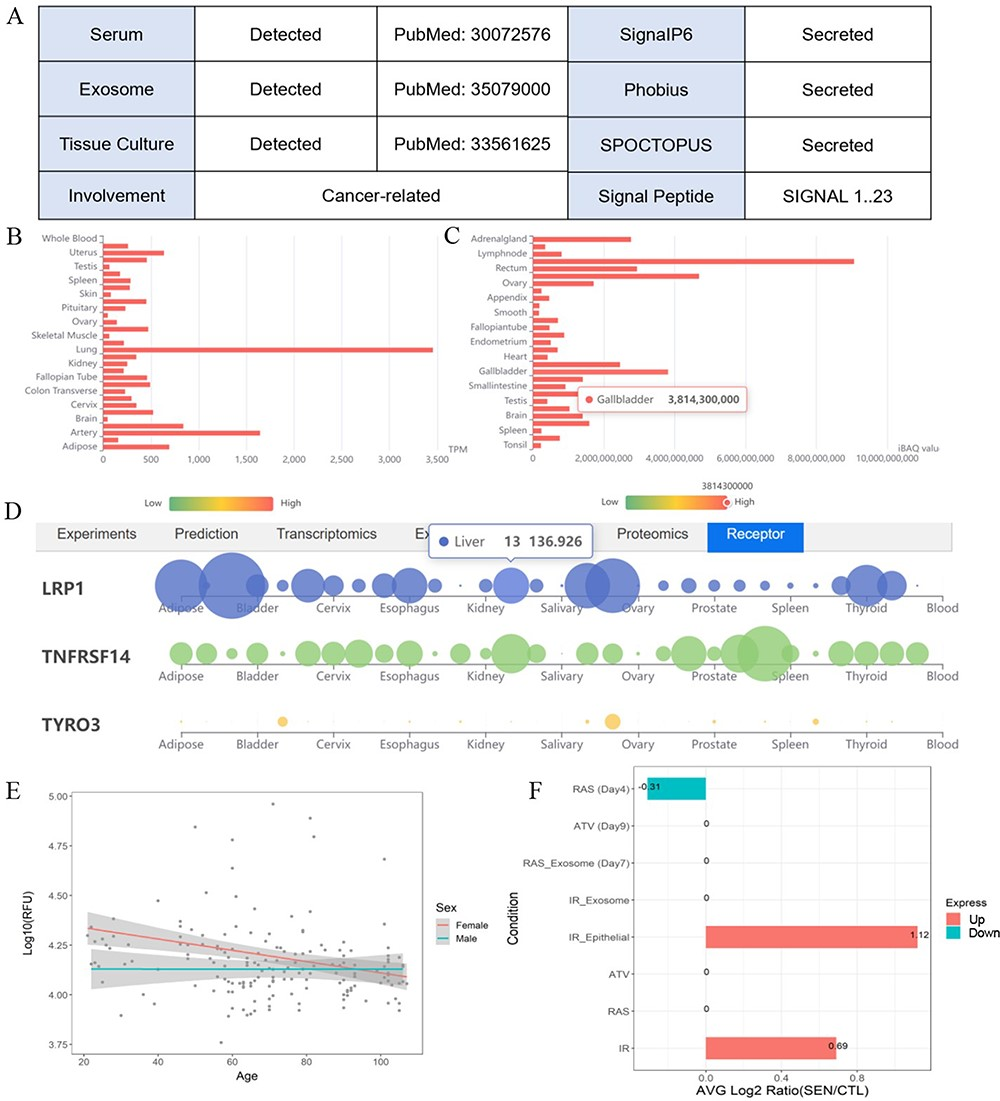 A
Serum Detected PubMed: 30072576 SignalP6 Secreted
Exosome Detected PubMed: 35079000 Phobius Secreted
Tissue Culture Detected PubMed: 33561625 SPOCTOPUS Secreted
Involvement Cancer-related Signal Peptide SIGNAL 1..23
B
Whole Blood
Uterus
Testis
Spleen
Skin
Pituitary
Ovary
Skeletal Muscle
Lung
Kidney
Fallopian Tube
Colon Transverse
Cervix
Brain
Artery
Adipose
TPM
0 500 1,000 1,500 2,000 2,500 3,000 3,500
Low High
C
Adrenalgland
Lymphnode
Rectum
Ovary
Appendix
Smooth
Fallopiantube
Endometrium
Heart
Gallbladder
Smallintestine
Testis
Brain
Spleen
Tonsil
Gallbladder 3,814,300,000
iBAQ valu
0 2,000,000,000 4,000,000,000 6,000,000,000 8,000,000,000 10,000,000,000
3814300000
Low High
D
Experiments Prediction Transcriptomics Ex Proteomics Receptor
Liver 13 136.926
LRP1
Adipose Bladder Cervix Esophagus Kidney Salivary Ovary Prostate Spleen Thyroid Blood
TNFRSF14
Adipose Bladder Cervix Esophagus Kidney Salivary Ovary Prostate Spleen Thyroid Blood
TYRO3
Adipose Bladder Cervix Esophagus Kidney Salivary Ovary Prostate Spleen Thyroid Blood
E
Log10(RFU)
5.00
4.75
4.50
4.25
4.00
3.75
20 40 60 80 100
Age
Sex
Female
Male
F
Condition
RAS (Day4) -0.31
ATV (Day9) 0
RAS_Exosome (Day7) 0
IR_Exosome 0
IR_Epithelial 1.12
ATV 0
RAS 0
IR 0.69
0.0 0.4 0.8
AVG Log2 Ratio(SEN/CTL)
Express
Up
Down